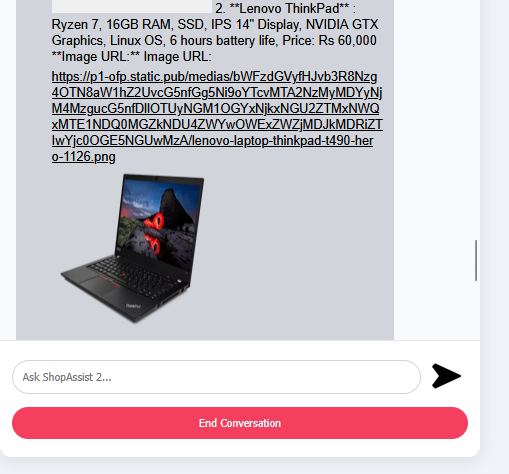 2. **Lenovo ThinkPad** :
Ryzen 7, 16GB RAM, SSD, IPS 14" Display, NVIDIA GTX
Graphics, Linux OS, 6 hours battery life, Price: Rs 60,000
**Image URL:** Image URL:
https://p1-ofp.static.pub/medias/bWFzdGVyfHJvb3R8Nzg
4OTN8aW1hZ2UvcG5nfGg5Ni9oYTcvMTA2NzMyMDYyNj
M4MzgucG5nfDllOTUyNGM1OGYxNjkxNGU2ZTMxNWQ
xMTE1NDQ0MGZkNDU4ZWYwOWExZWZjMDJkMDRiZT
IwYjc0OGE5NGUwMzA/lenovo-laptop-thinkpad-t490-her
o-1126.png
ThinkPad
Ask ShopAssist 2...
End Conversation